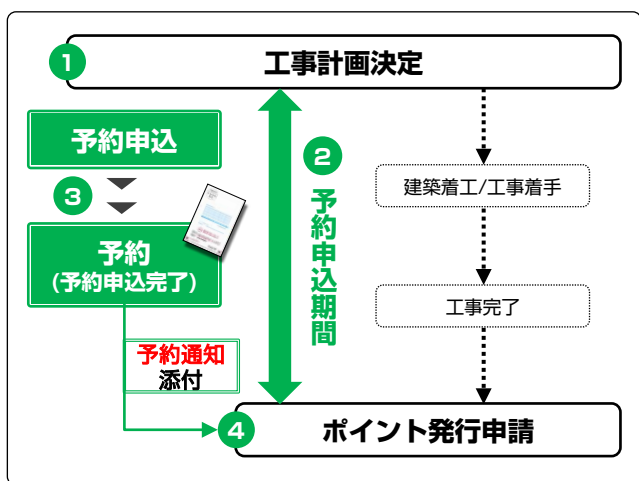 1
工事計画決定
予約申込
2
予約申込期間
建築着工/工事着手
3
予約
(予約申込完了)
工事完了
予約通知
添付
4
ポイント発行申請